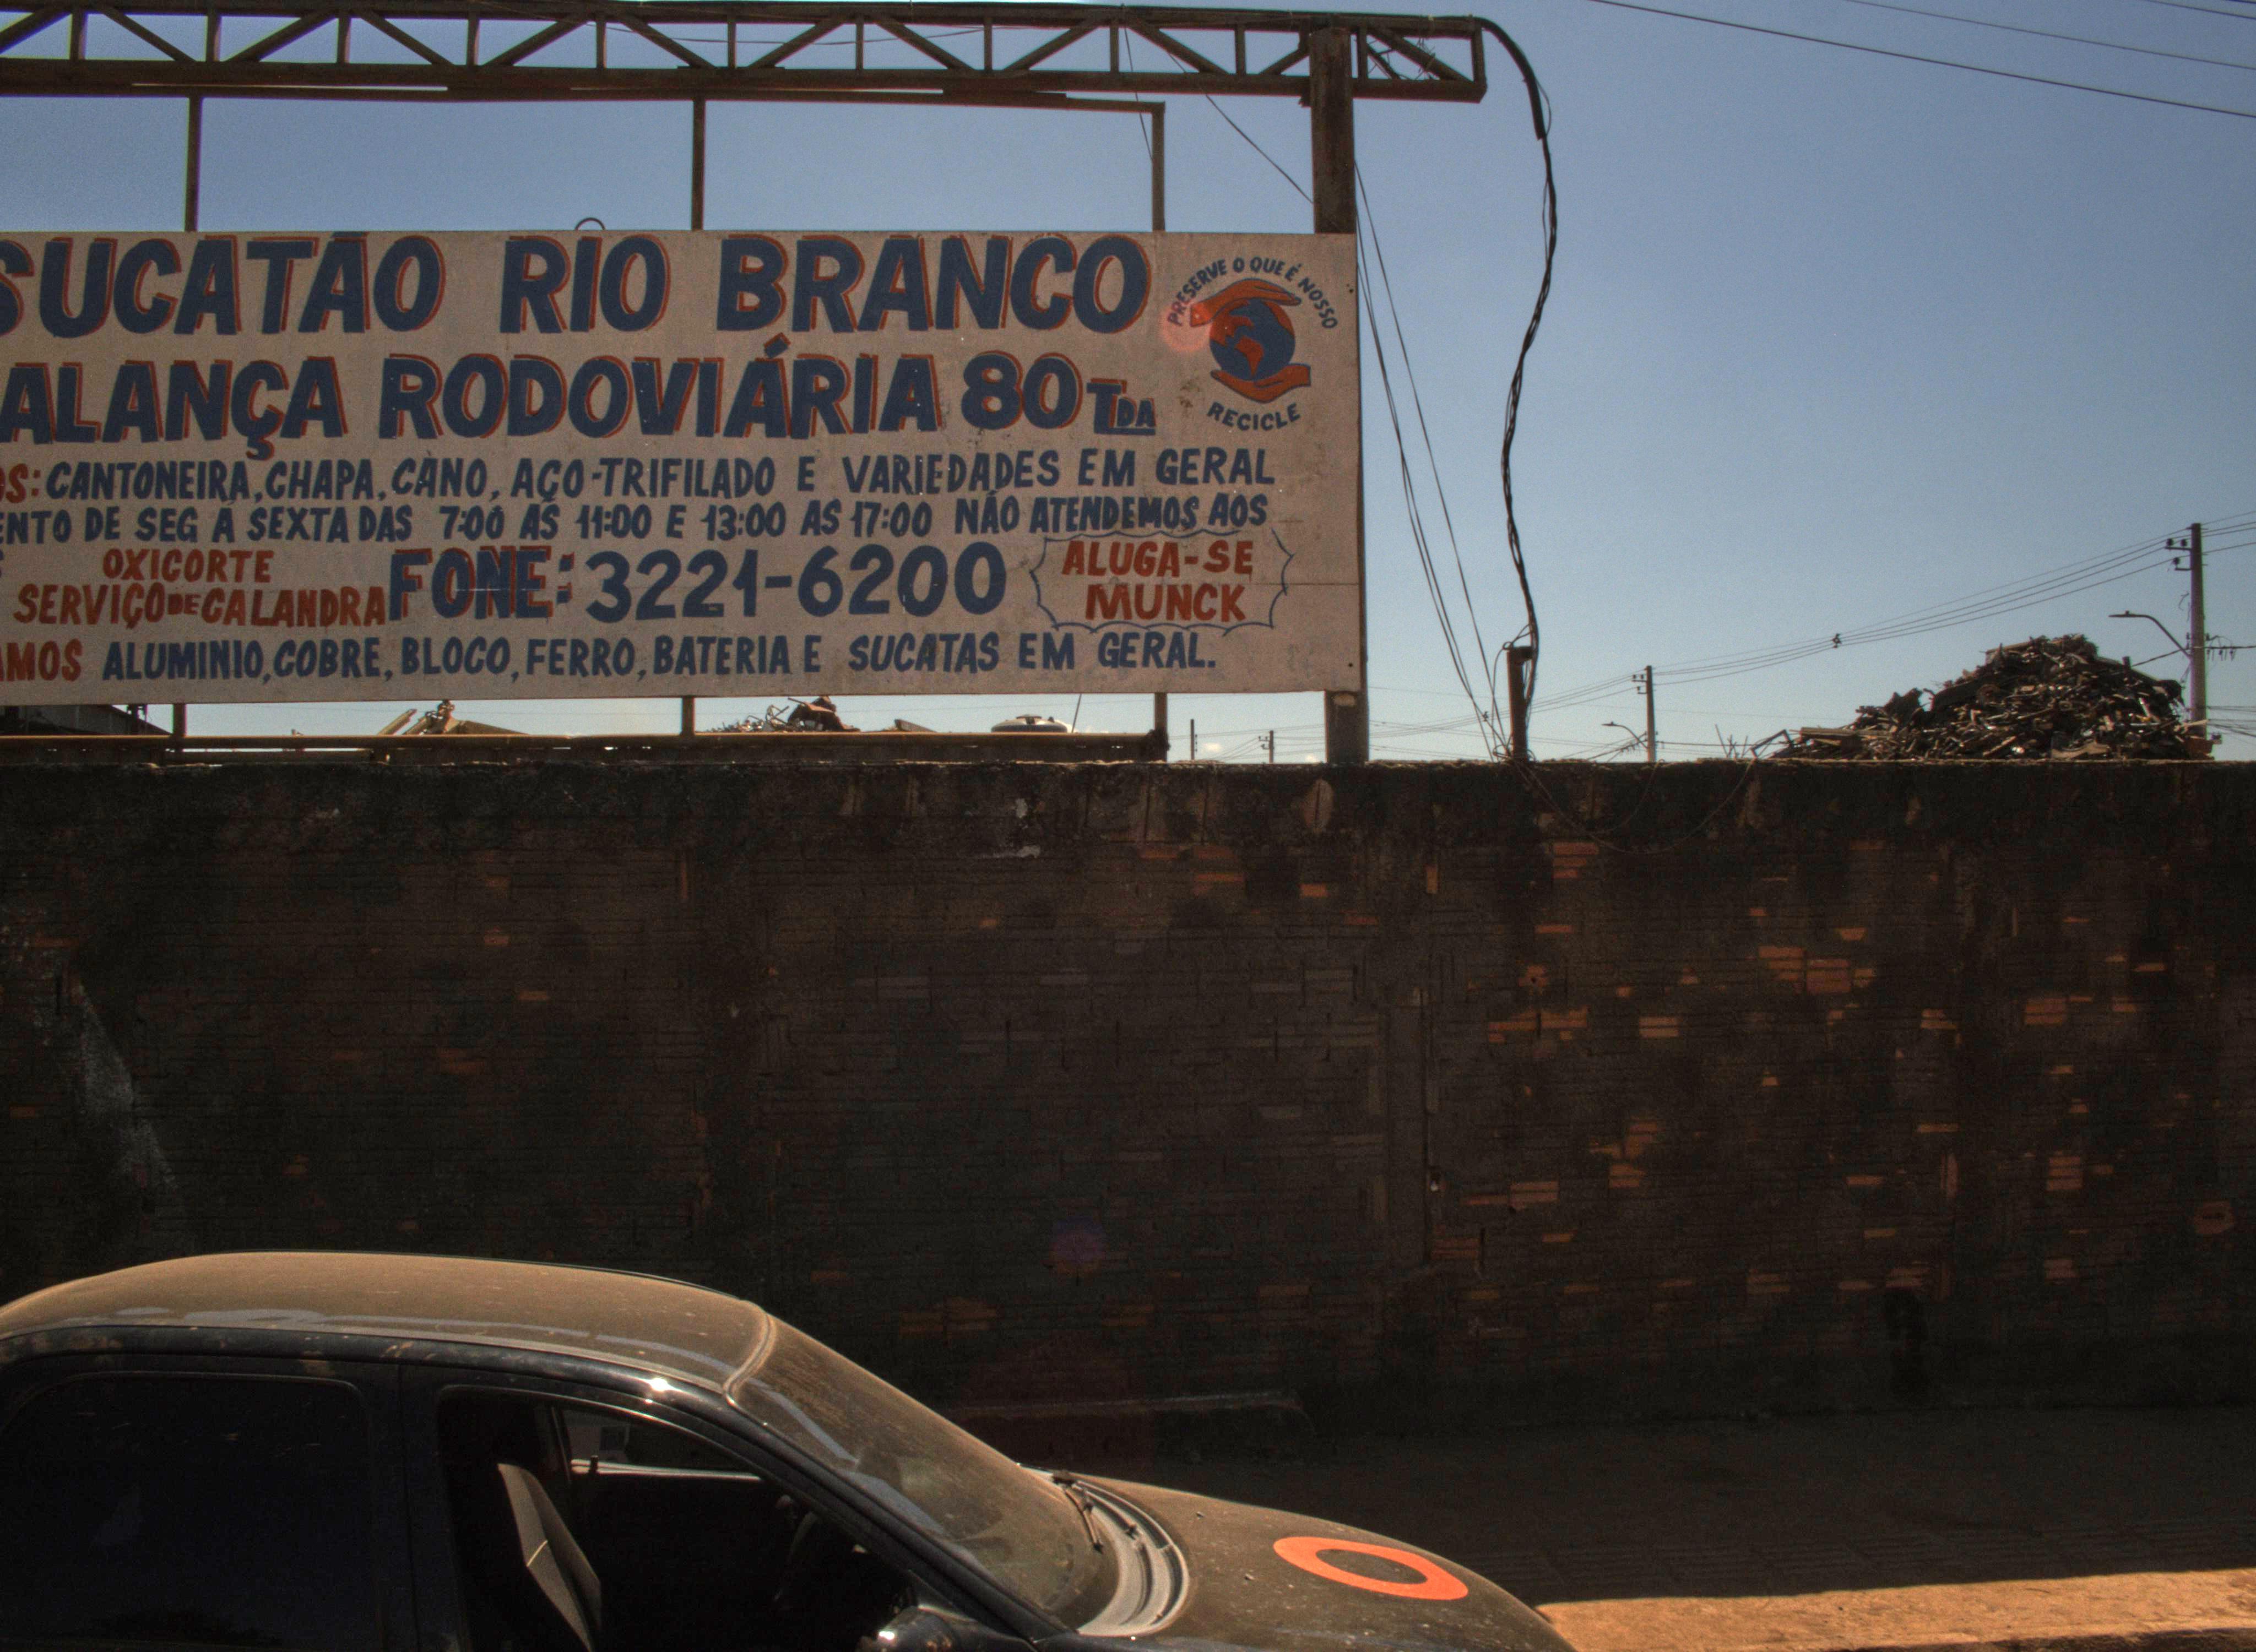 SUCATÃO RIO BRANCO
ALANÇA RODOVIÁRIA 80 TDA
PRESERVE O QUE É NOSSO
RECICLE
OS: CANTONEIRA, CHAPA, CANO, AÇO-TRIFILADO E VARIEDADES EM GERAL
ENTO DE SEG Á SEXTA DAS 7:00 ÁS 11:00 E 13:00 AS 17:00 NÃO ATENDEMOS AOS
OXICORTE
SERVIÇO DE CALANDRA
FONE: 3221-6200
ALUGA-SE
MUNCK
AMOS ALUMINIO, COBRE, BLOCO, FERRO, BATERIA E SUCATAS EM GERAL.